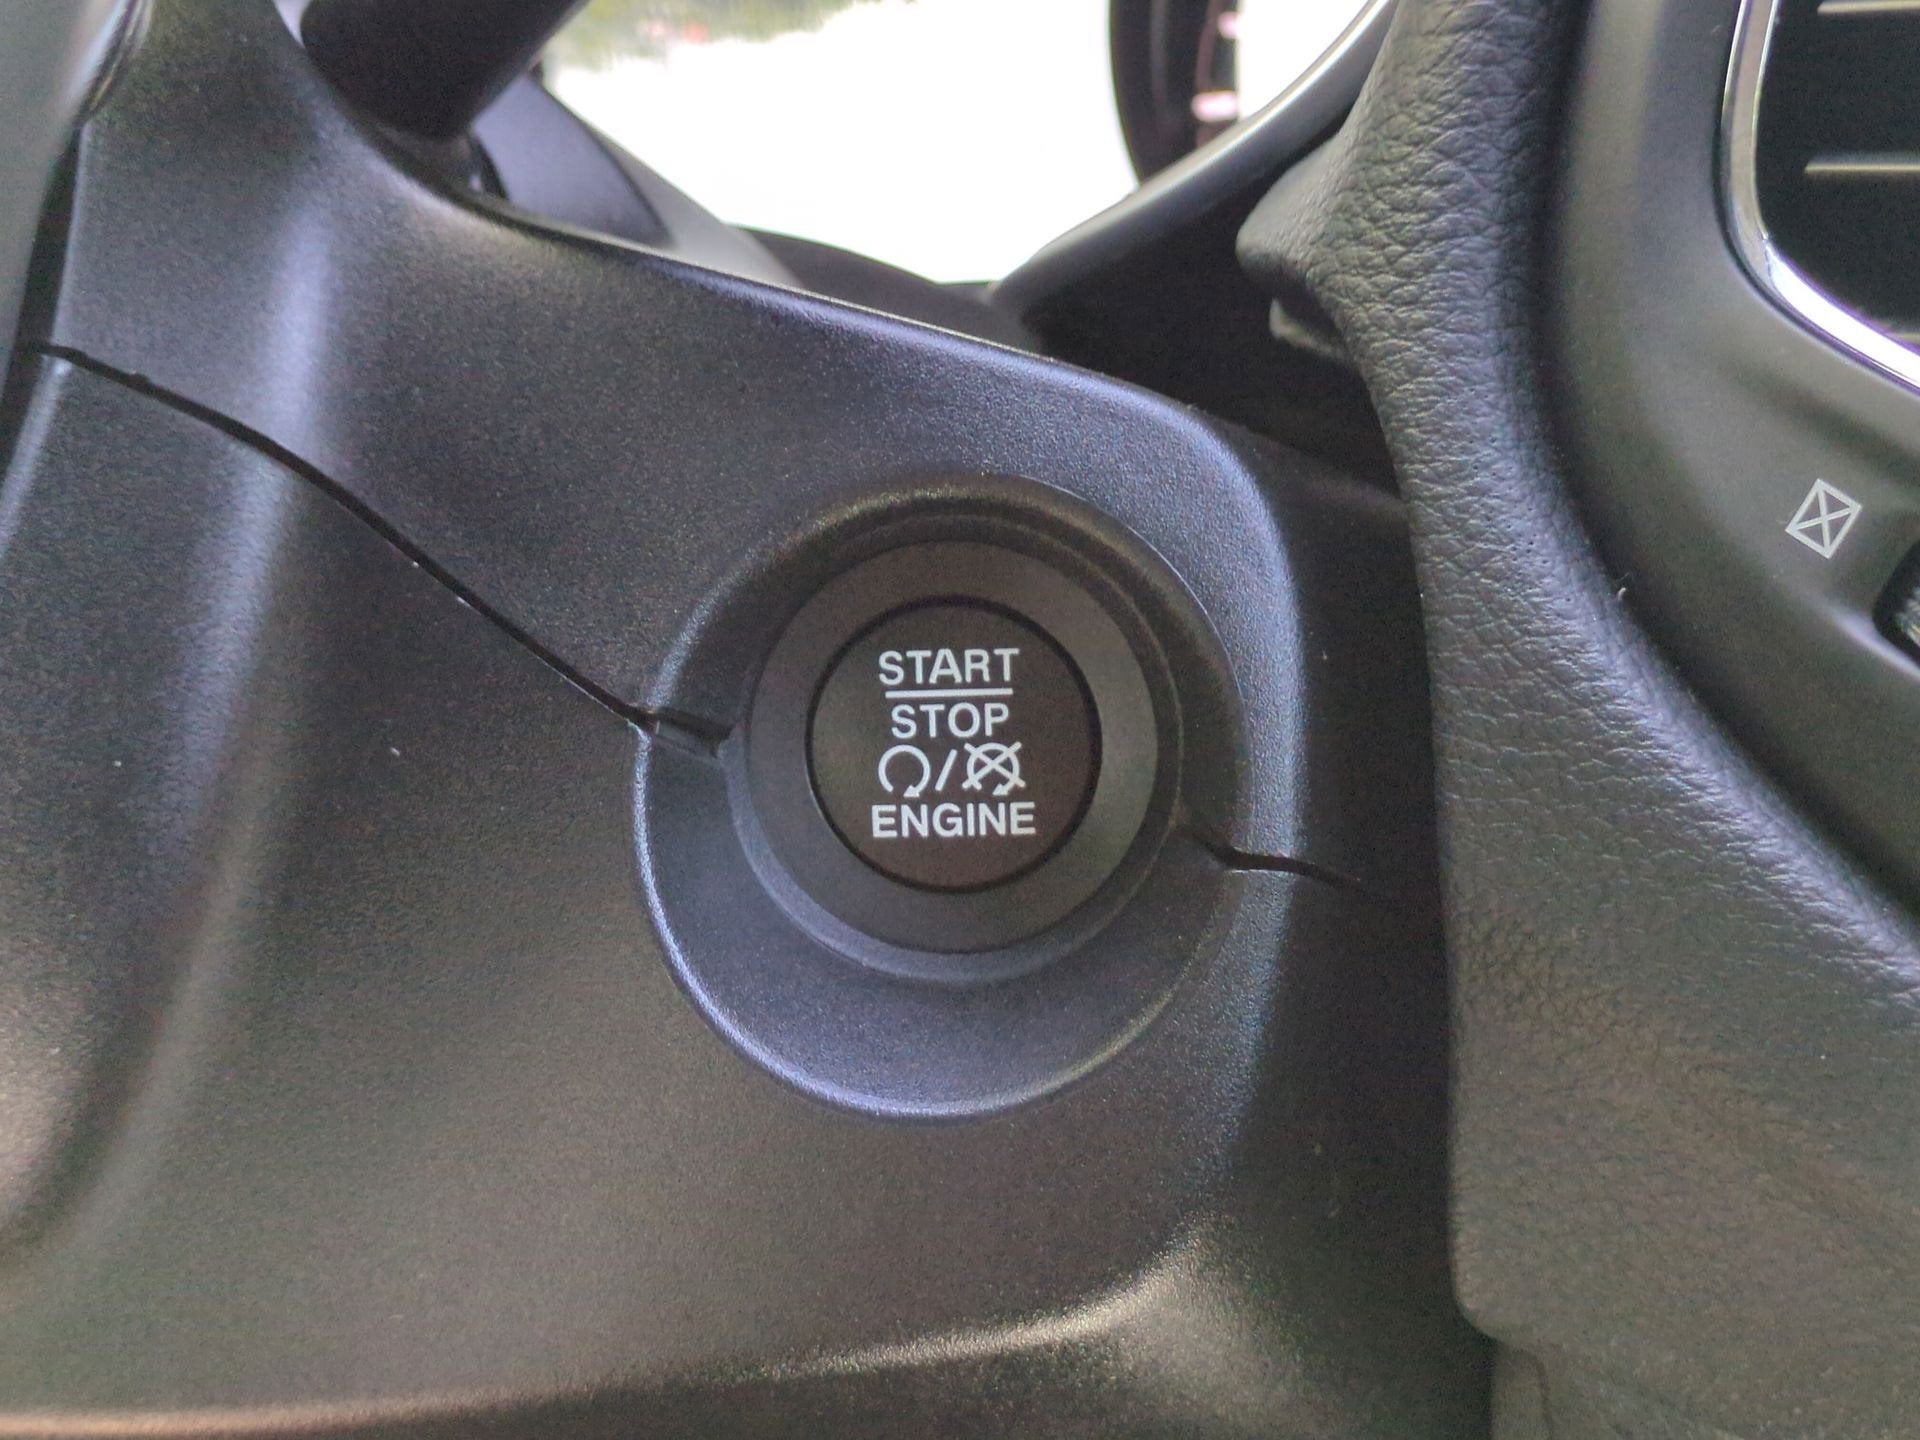 START
STOP
/
ENGINE